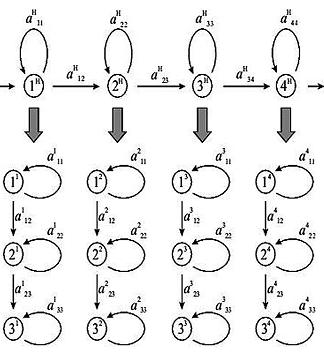 a^H_11 a^H_22 a^H_33 a^H_44
1^H a^H_12 2^H a^H_23 3^H a^H_34 4^H
1^1 a^1_11 1^2 a^2_11 1^3 a^3_11 1^4 a^4_11
a^1_12 a^2_12 a^3_12 a^4_12
2^1 a^1_22 2^2 a^2_22 2^3 a^3_22 2^4 a^4_22
a^1_23 a^2_23 a^3_23 a^4_23
3^1 a^1_33 3^2 a^2_33 3^3 a^3_33 3^4 a^4_33